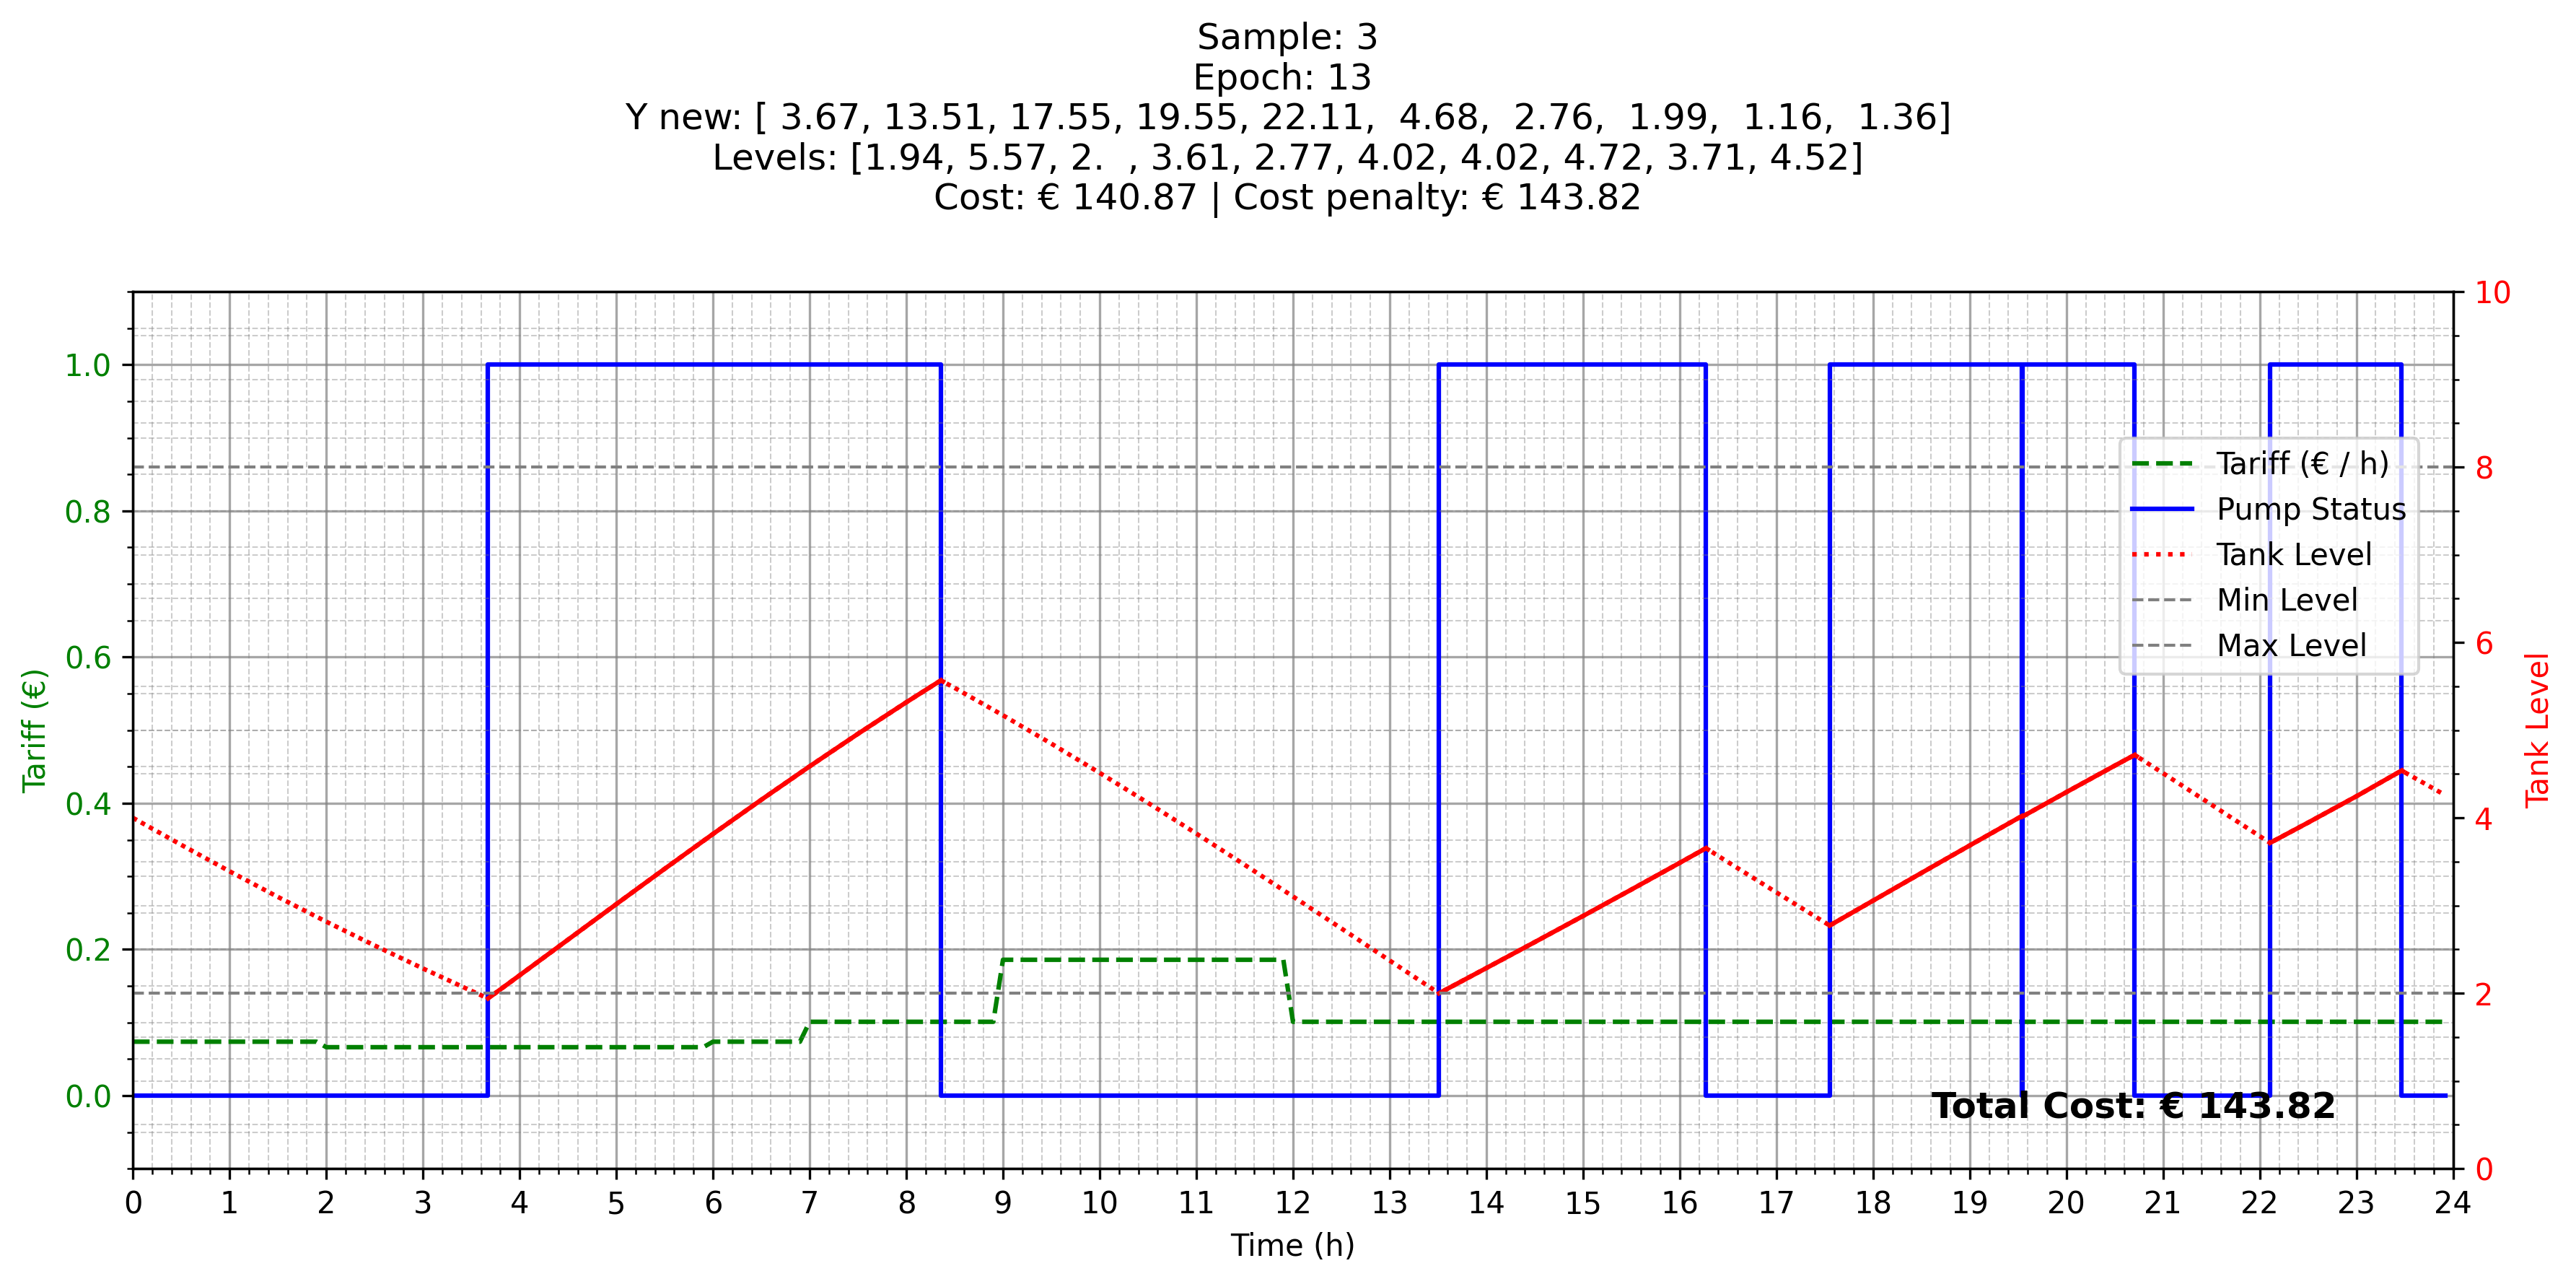 Sample: 3
Epoch: 13
Y new: [ 3.67, 13.51, 17.55, 19.55, 22.11,  4.68,  2.76,  1.99,  1.16,  1.36]
Levels: [1.94, 5.57, 2.  , 3.61, 2.77, 4.02, 4.02, 4.72, 3.71, 4.52]
Cost: € 140.87 | Cost penalty: € 143.82
10
1.0
8
Tariff (€ / h)
0.8
Pump Status
Tank Level
Min Level
6
0.6
Max Level
Tariff (€)
Tank Level
0.4
4
0.2
2
0.0
Total Cost: € 143.82
0
0 1 2 3 4 5 6 7 8 9 10 11 12 13 14 15 16 17 18 19 20 21 22 23 24
Time (h)